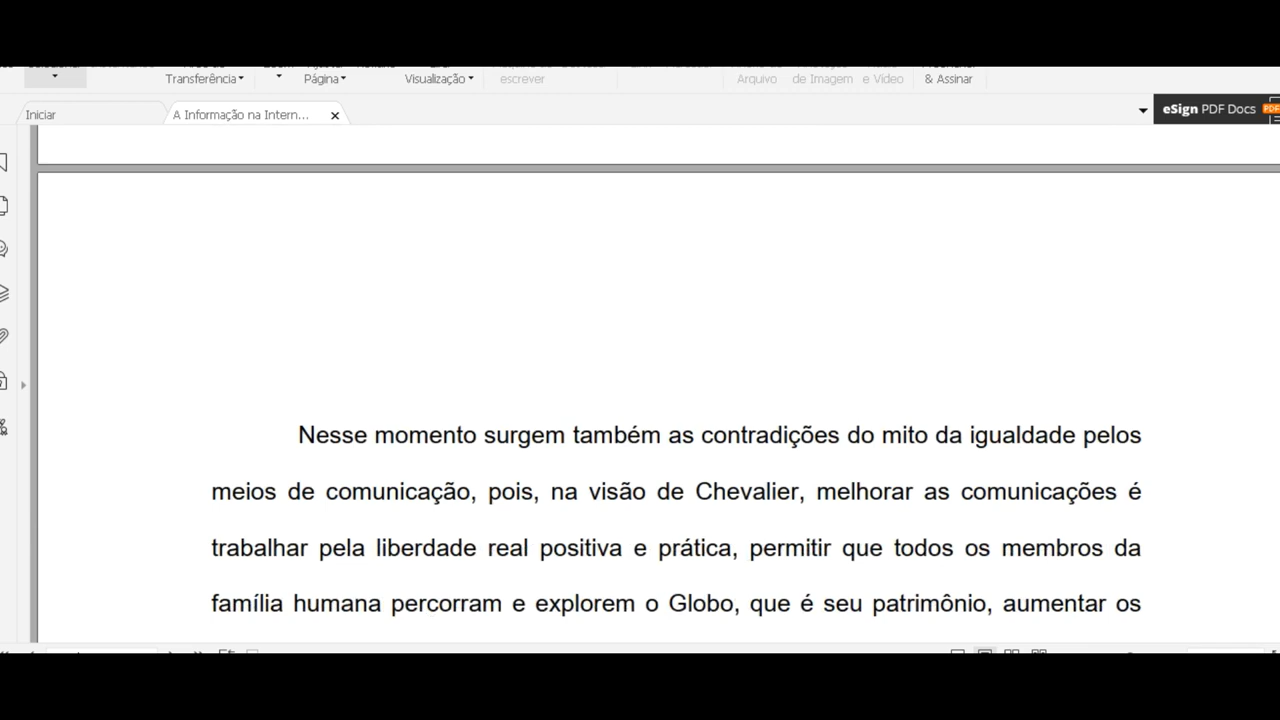 Transferência
Página
Visualização
escrever
Arquivo
de Imagem
e Vídeo
& Assinar
Iniciar
A Informação na Intern...
eSign PDF Docs
Nesse momento surgem também as contradições do mito da igualdade pelos
meios de comunicação, pois, na visão de Chevalier, melhorar as comunicações é
trabalhar pela liberdade real positiva e prática, permitir que todos os membros da
família humana percorram e explorem o Globo, que é seu patrimônio, aumentar os